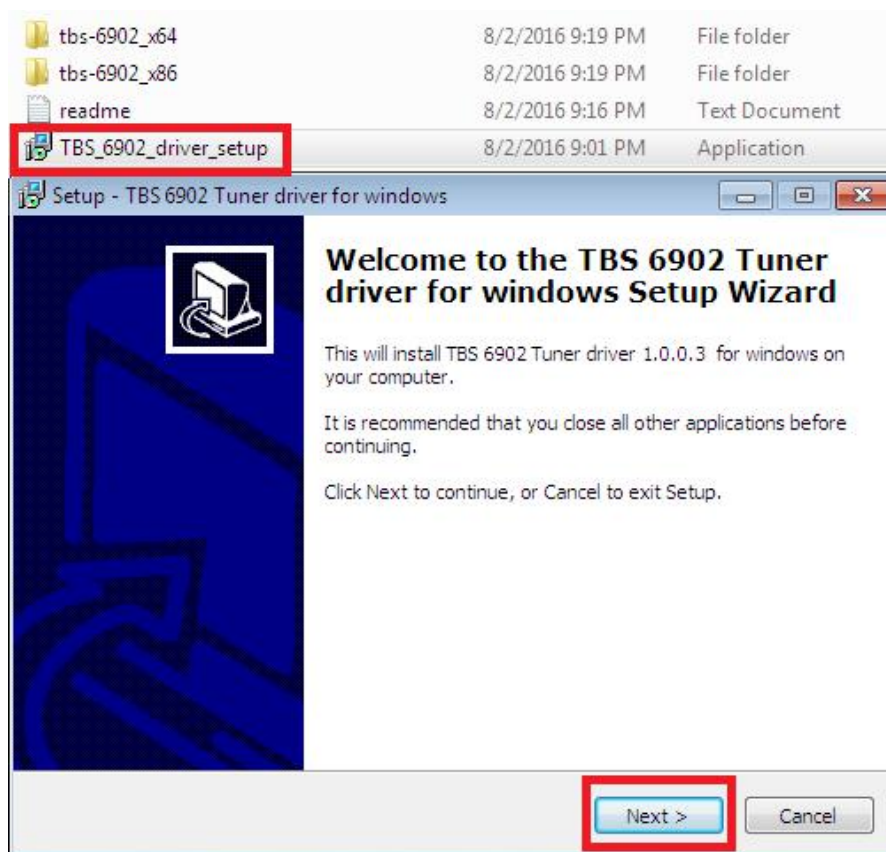 tbs-6902_x64 8/2/2016 9:19 PM File folder
tbs-6902_x86 8/2/2016 9:19 PM File folder
readme 8/2/2016 9:16 PM Text Document
TBS_6902_driver_setup 8/2/2016 9:01 PM Application
Setup - TBS 6902 Tuner driver for windows
Welcome to the TBS 6902 Tuner
driver for windows Setup Wizard
This will install TBS 6902 Tuner driver 1.0.0.3 for windows on
your computer.
It is recommended that you close all other applications before
continuing.
Click Next to continue, or Cancel to exit Setup.
Next > Cancel